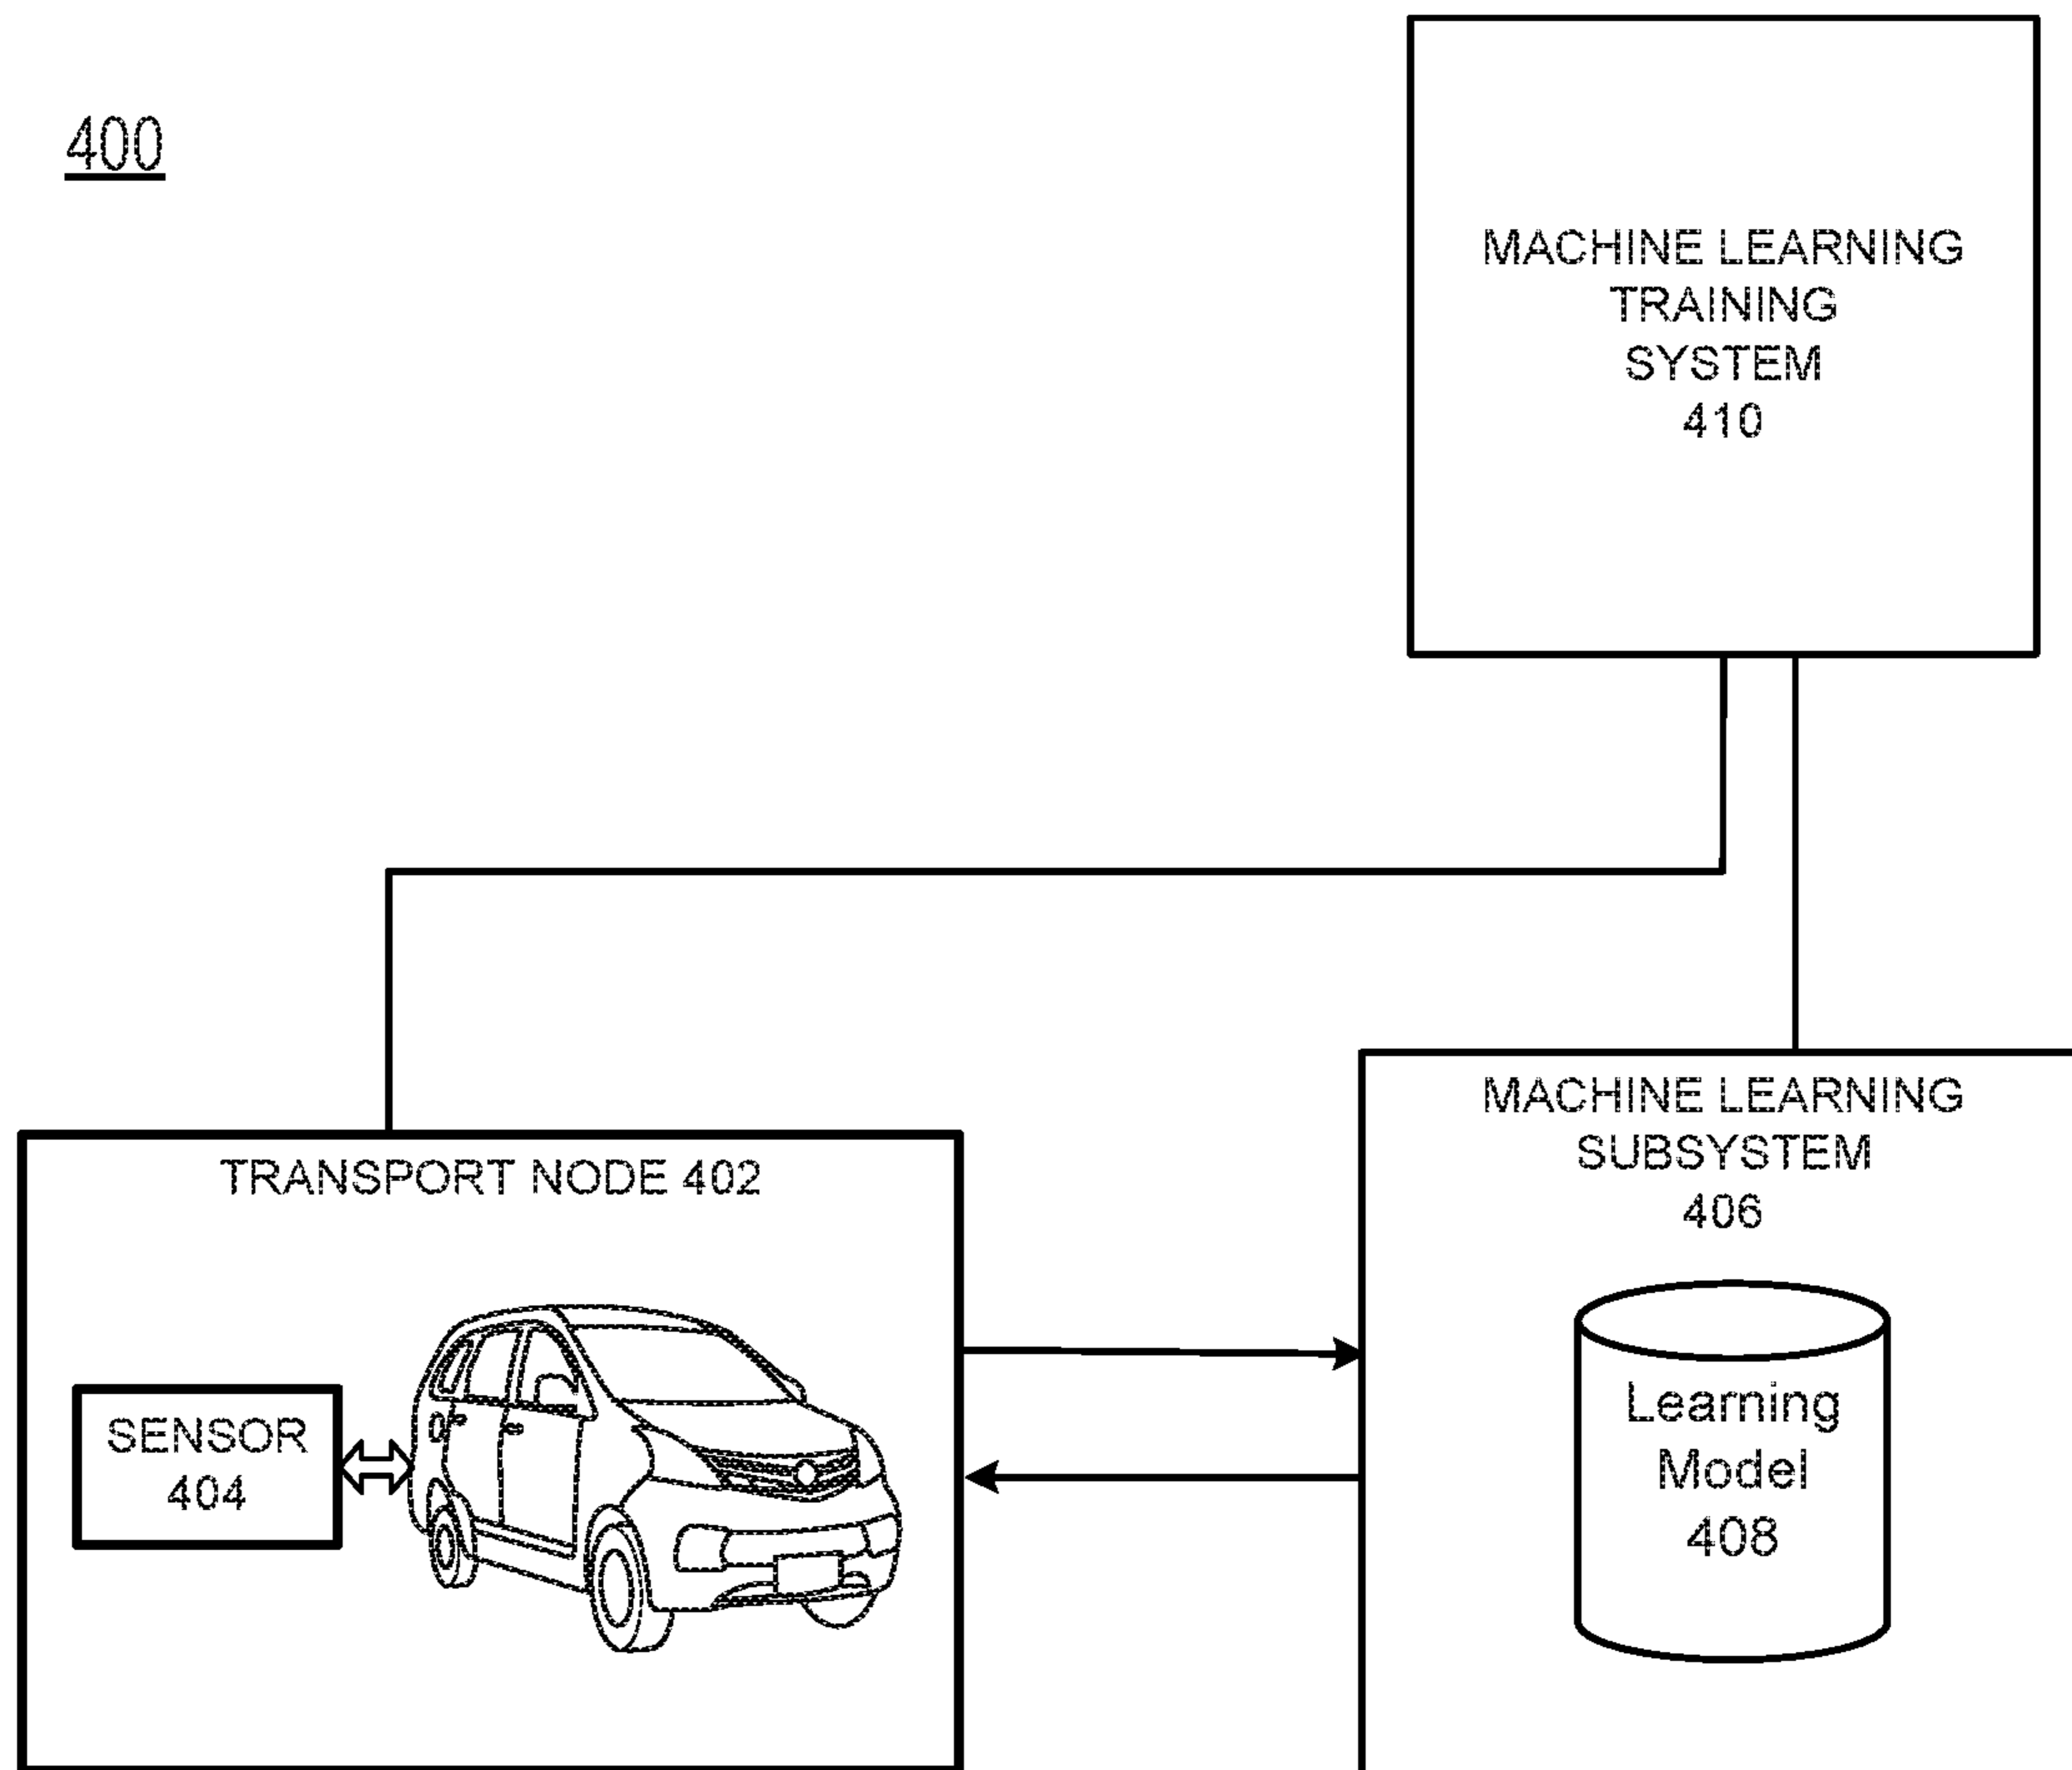 400
MACHINE LEARNING
TRAINING
SYSTEM
410
TRANSPORT NODE 402
SENSOR
404
MACHINE LEARNING
SUBSYSTEM
406
Learning
Model
408